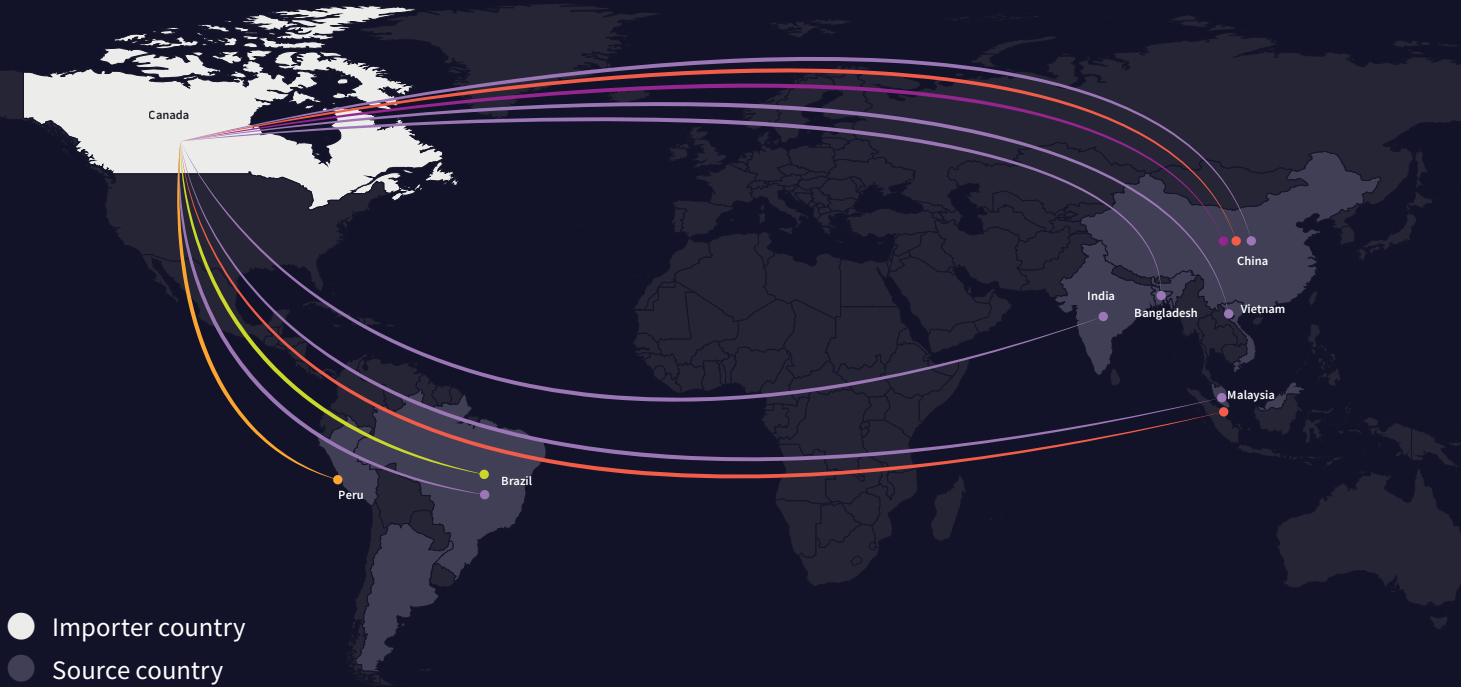 Canada
China
India
Bangladesh
Vietnam
Malaysia
Brazil
Peru
Importer country
Source country